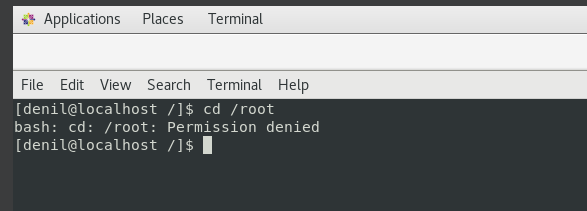 Applications Places Terminal
File Edit View Search Terminal Help
[denil@localhost /]$ cd /root
bash: cd: /root: Permission denied
[denil@localhost /]$